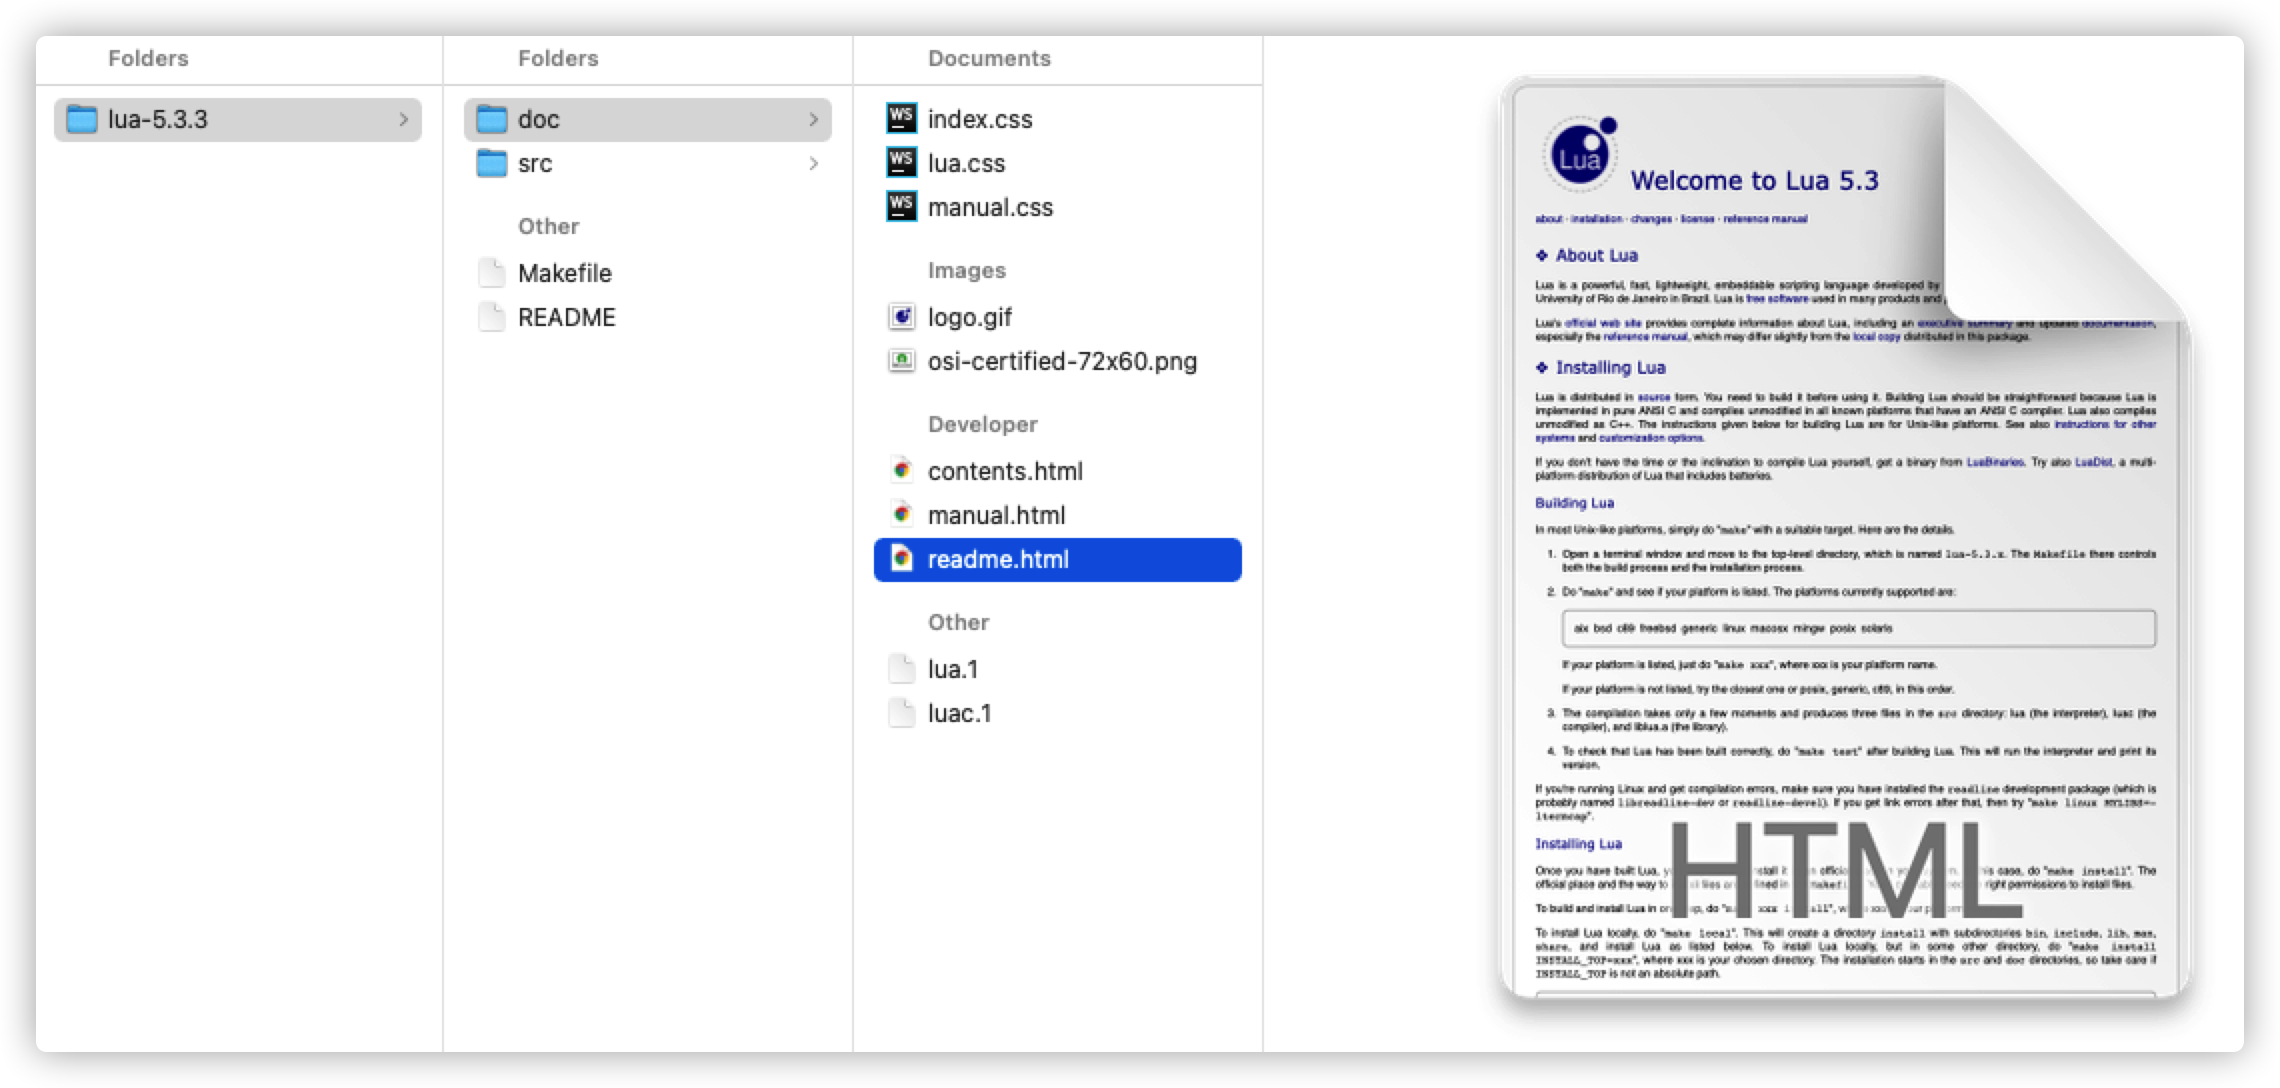 Folders
lua-5.3.3
Folders
doc
src
Other
Makefile
README
Documents
WS index.css
WS lua.css
WS manual.css
Images
logo.gif
osi-certified-72x60.png
Developer
contents.html
manual.html
readme.html
Other
lua.1
luac.1
Lua
Welcome to Lua 5.3
about · installation · changes · license · reference manual
❖ About Lua
Lua is a powerful, fast, lightweight, embeddable scripting language developed by
University of Rio de Janeiro in Brazil. Lua is free software used in many products and
Lua's official web site provides complete information about Lua, including an executive summary and updated documentation,
especially the reference manual, which may differ slightly from the local copy distributed in this package.
❖ Installing Lua
Lua is distributed in source form. You need to build it before using it. Building Lua should be straightforward because Lua is
implemented in pure ANSI C and compiles unmodified in all known platforms that have an ANSI C compiler. Lua also compiles
unmodified as C++. The instructions given below for building Lua are for Unix-like platforms. See also instructions for other
systems and customization options.
If you don't have the time or the inclination to compile Lua yourself, get a binary from LuaBinaries. Try also LuaDist, a multi-
platform distribution of Lua that includes batteries.
Building Lua
In most Unix-like platforms, simply do "make" with a suitable target. Here are the details.
1. Open a terminal window and move to the top-level directory, which is named lua-5.3.x. The Makefile there controls
both the build process and the installation process.
2. Do "make" and see if your platform is listed. The platforms currently supported are:
aix bsd c89 freebsd generic linux macosx mingw posix solaris
If your platform is listed, just do "make xxx", where xxx is your platform name.
If your platform is not listed, try the closest one or posix, generic, c89, in this order.
3. The compilation takes only a few moments and produces three files in the src directory: lua (the interpreter), luac (the
compiler), and liblua.a (the library).
4. To check that Lua has been built correctly, do "make test" after building Lua. This will run the interpreter and print its
version.
If you're running Linux and get compilation errors, make sure you have installed the readline development package (which is
probably named libreadline-dev or readline-devel). If you get link errors after that, then try "make linux MYLIBS=-
ltermcap".
Installing Lua
HTML
Once you have built Lua, install it in official this case, do "make install". The
official place and the way to files are defined in Makefile right permissions to install files.
To build and install Lua in one step, do "make xxx install", where
To install Lua locally, do "make local". This will create a directory install with subdirectories bin, include, lib, man,
share, and install Lua as listed below. To install Lua locally, but in some other directory, do "make install
INSTALL_TOP=xxx", where xxx is your chosen directory. The installation starts in the src and doc directories, so take care if
INSTALL_TOP is not an absolute path.